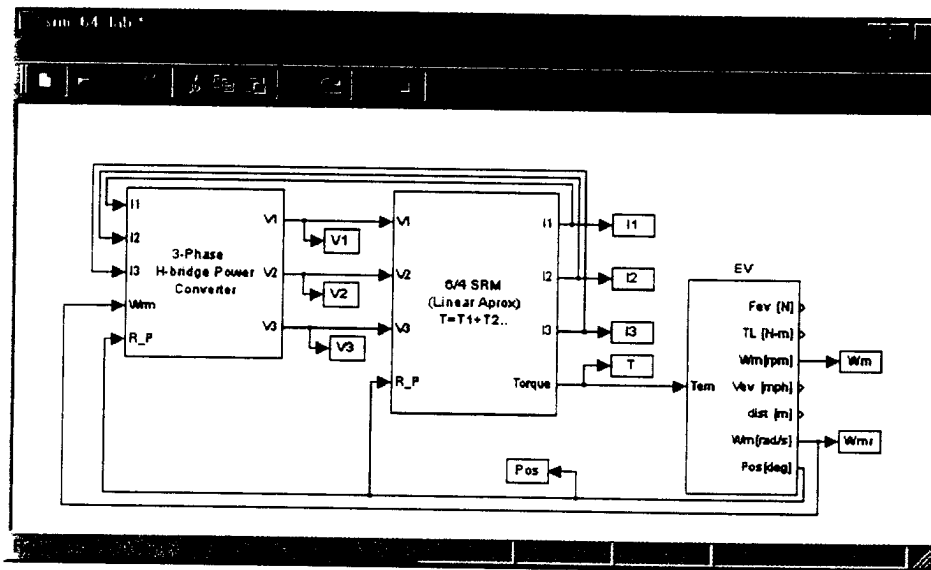 srm_64_lab *
I1
I2
I3
Wrm
R_P
3-Phase
H-bridge Power
Converter
V1
V2
V3
V1
V2
V3
V1
V2
V3
R_P
6/4 SRM
(Linear Aprox)
T=T1+T2..
I1
I2
I3
Torque
I1
I2
I3
T
EV
Tem
Fev [N]
TL [N-m]
Wm[rpm]
Vev [mph]
dist [m]
Wm[rad/s]
Pos[deg]
Wm
Wmr
Pos